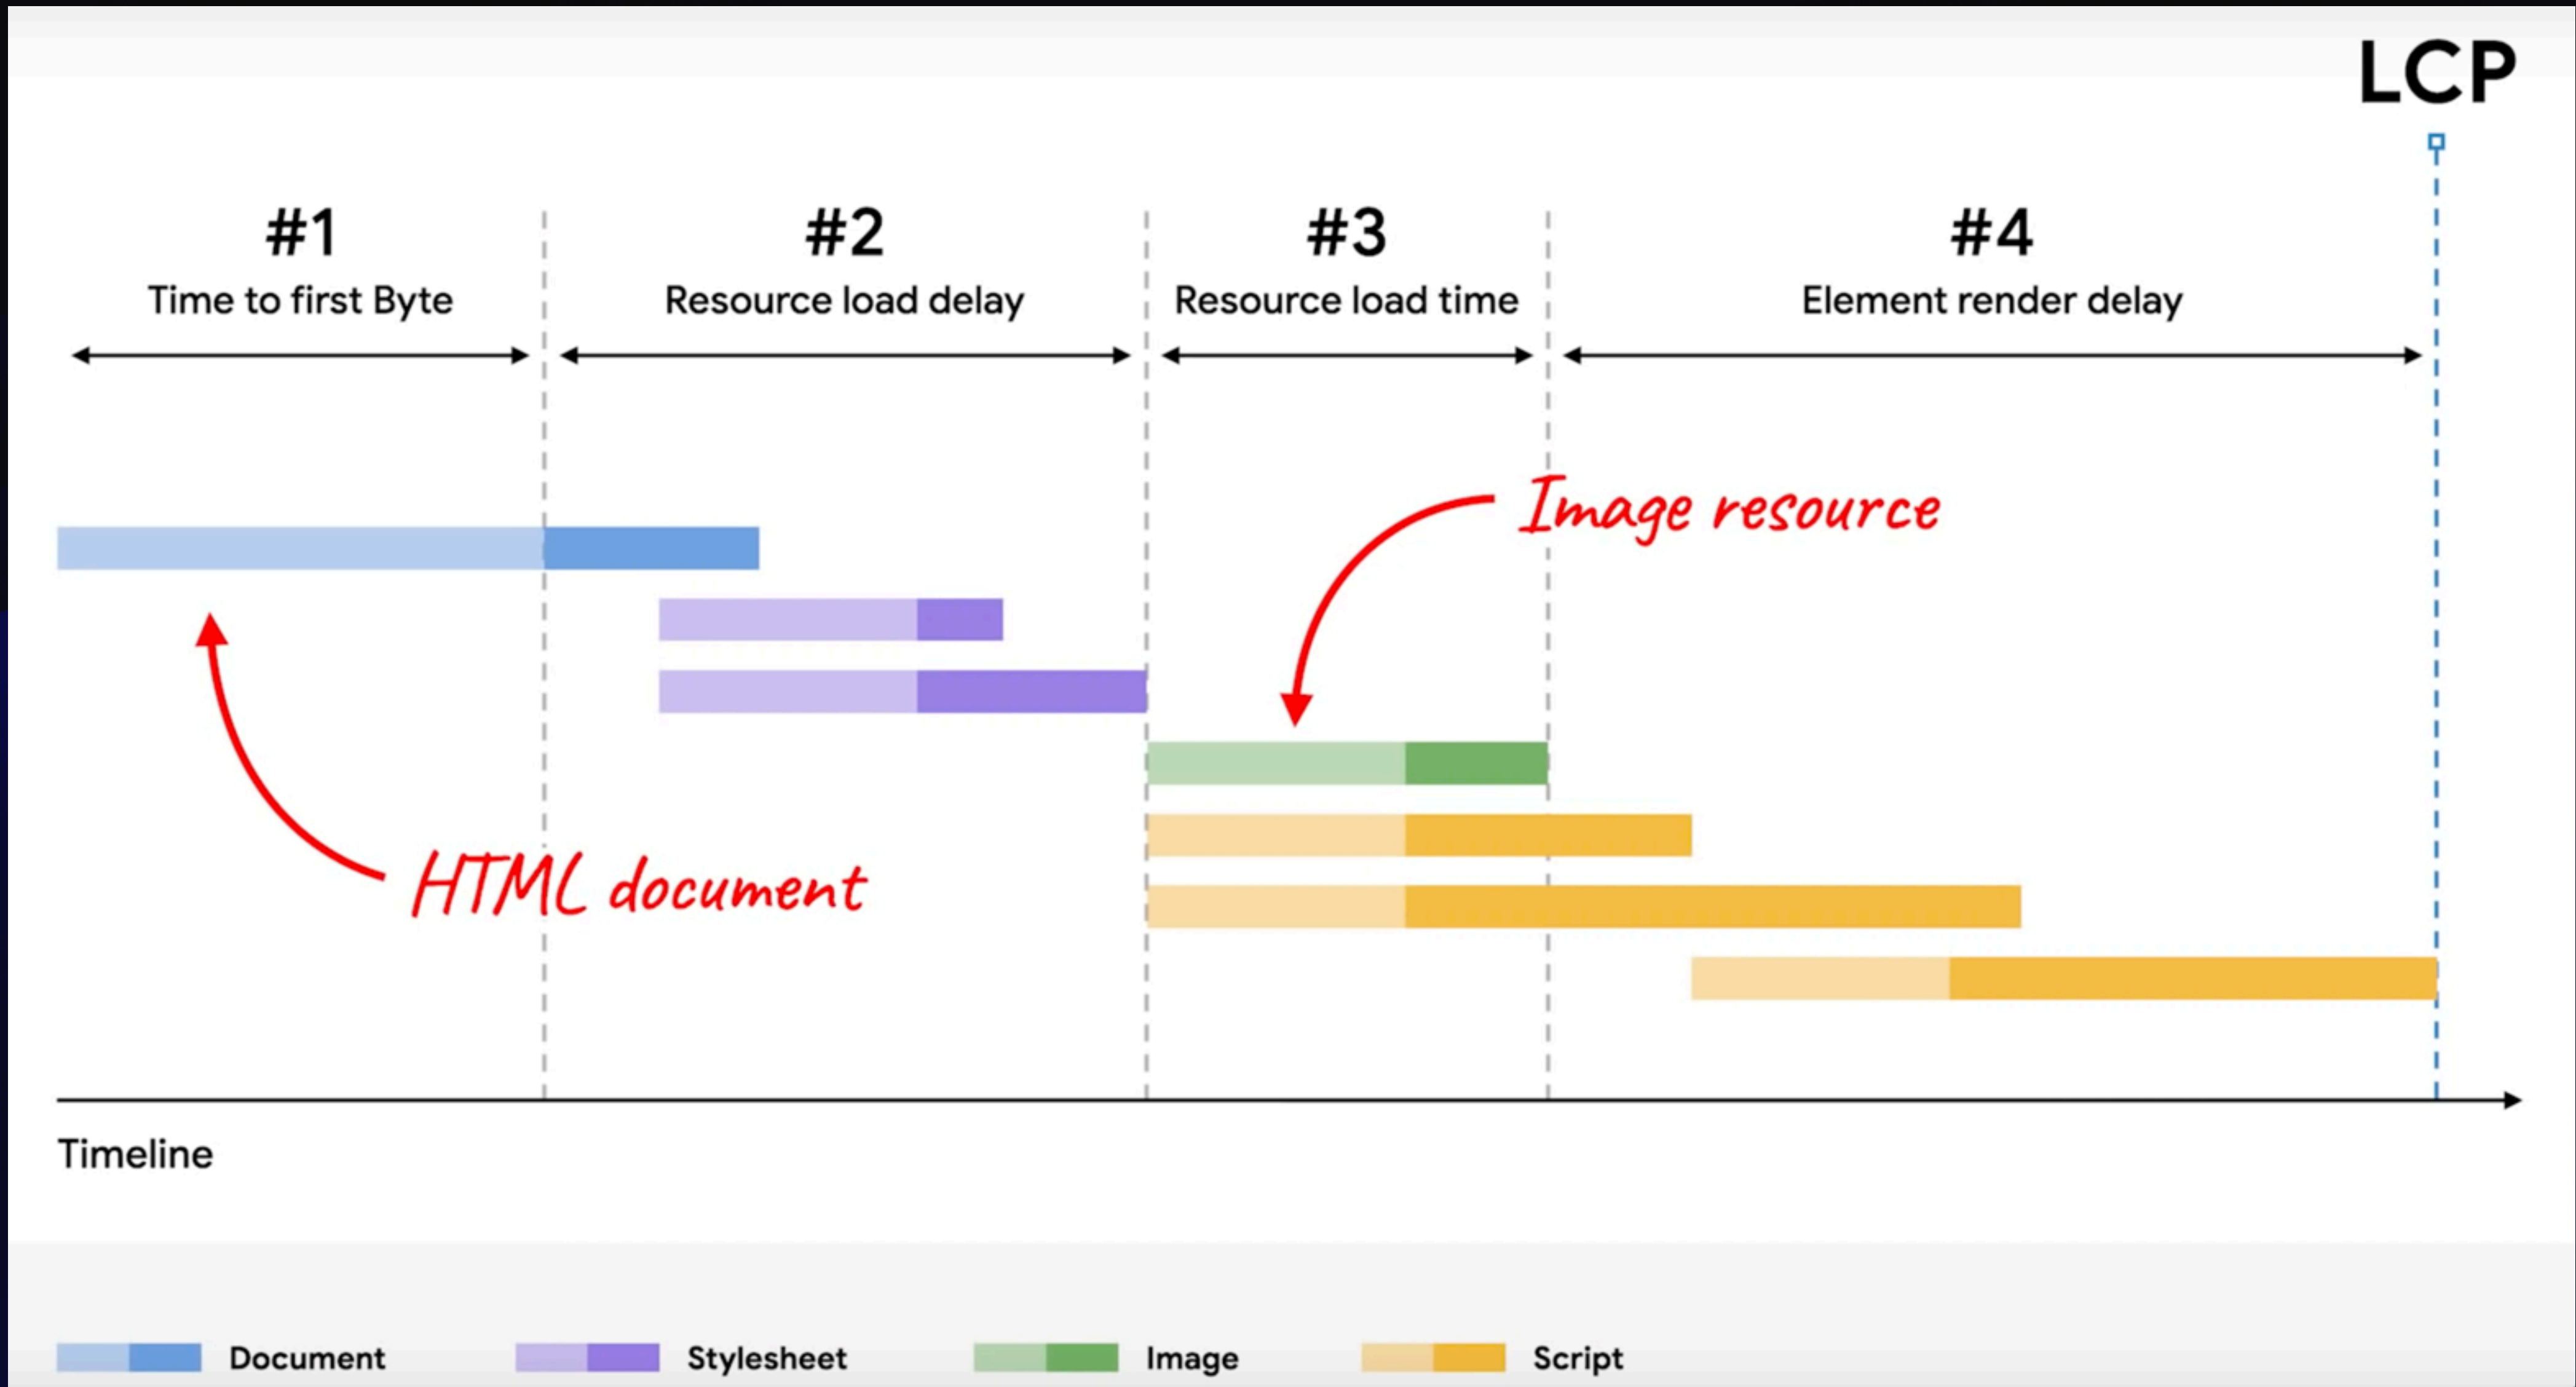 LCP
#1
Time to first Byte
#2
Resource load delay
#3
Resource load time
#4
Element render delay
Image resource
HTML document
Timeline
Document
Stylesheet
Image
Script